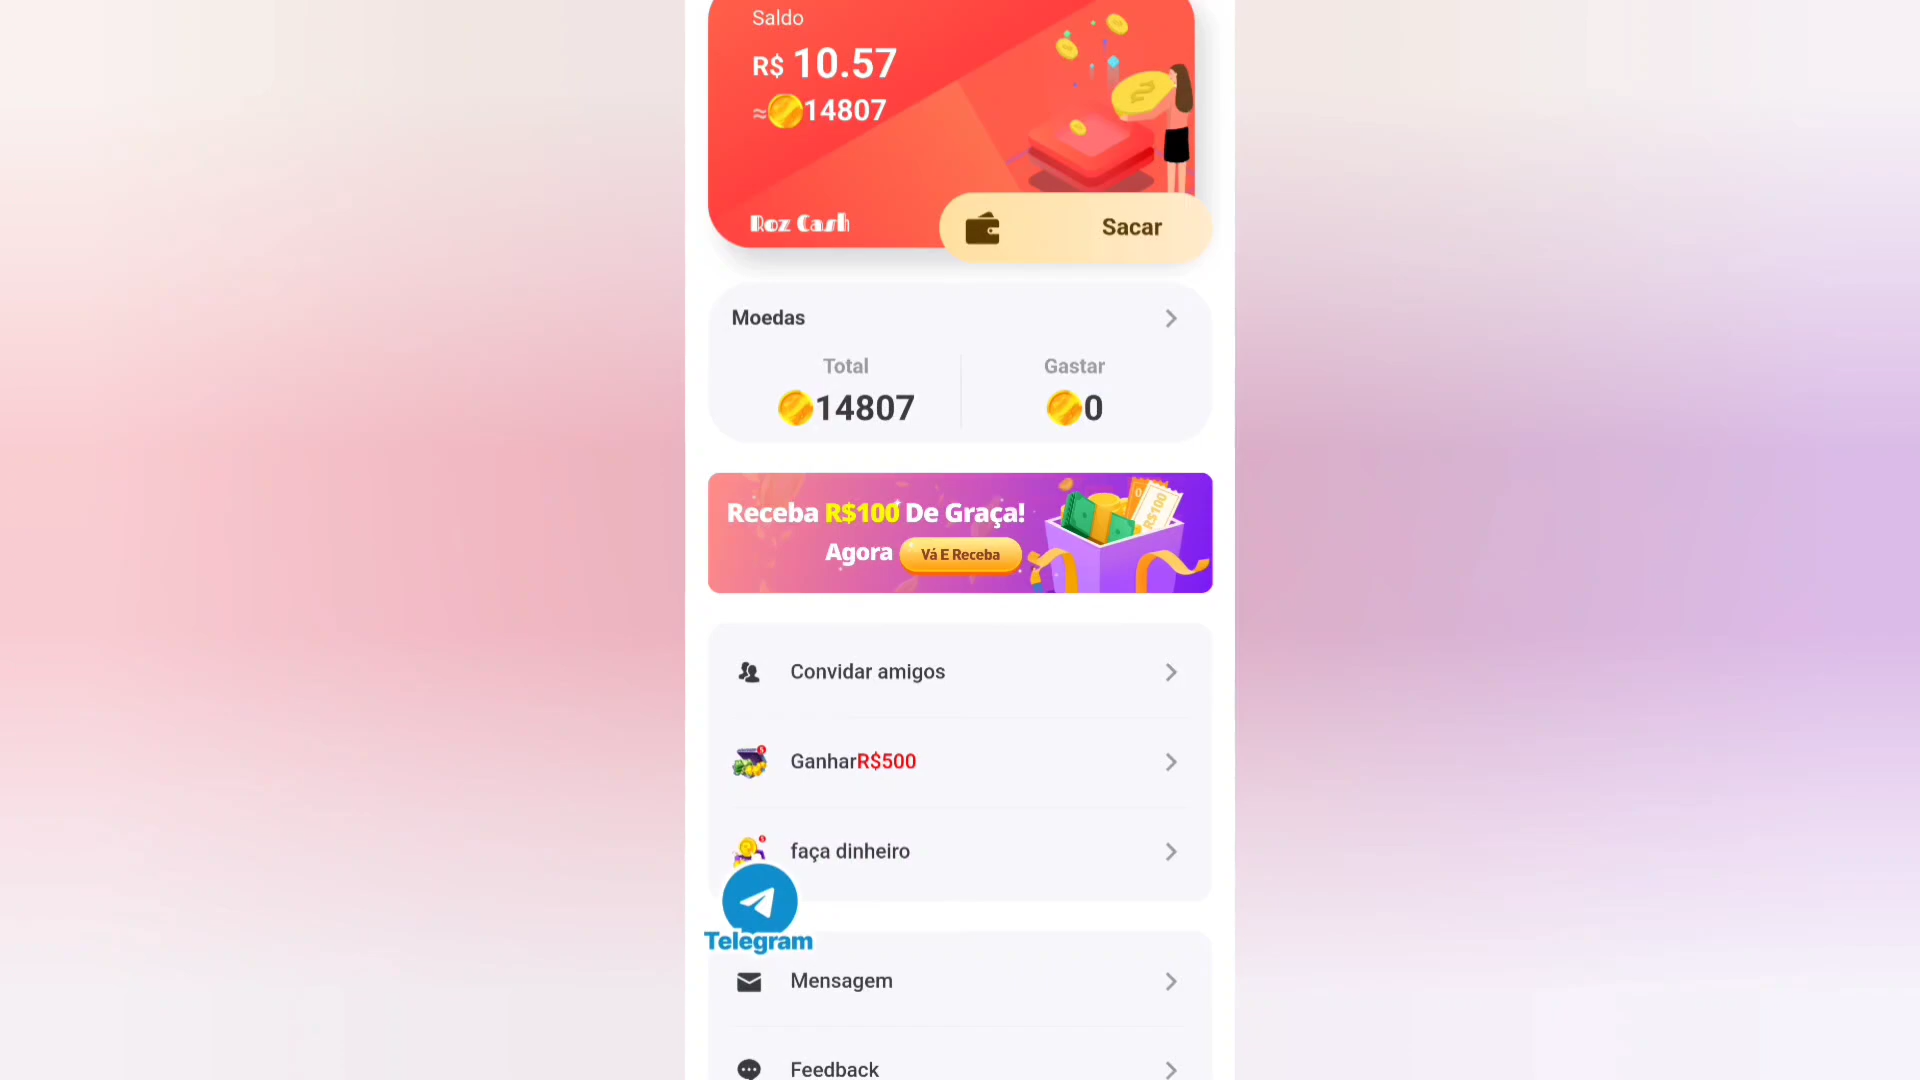 Saldo
R$ 10.57
≈14807
Roz Cash
Sacar
Moedas
Total
Gastar
14807
0
Receba R$100 De Graça!
Agora
Vá E Receba
R$100
Convidar amigos
GanharR$500
faça dinheiro
Telegram
Mensagem
Feedback